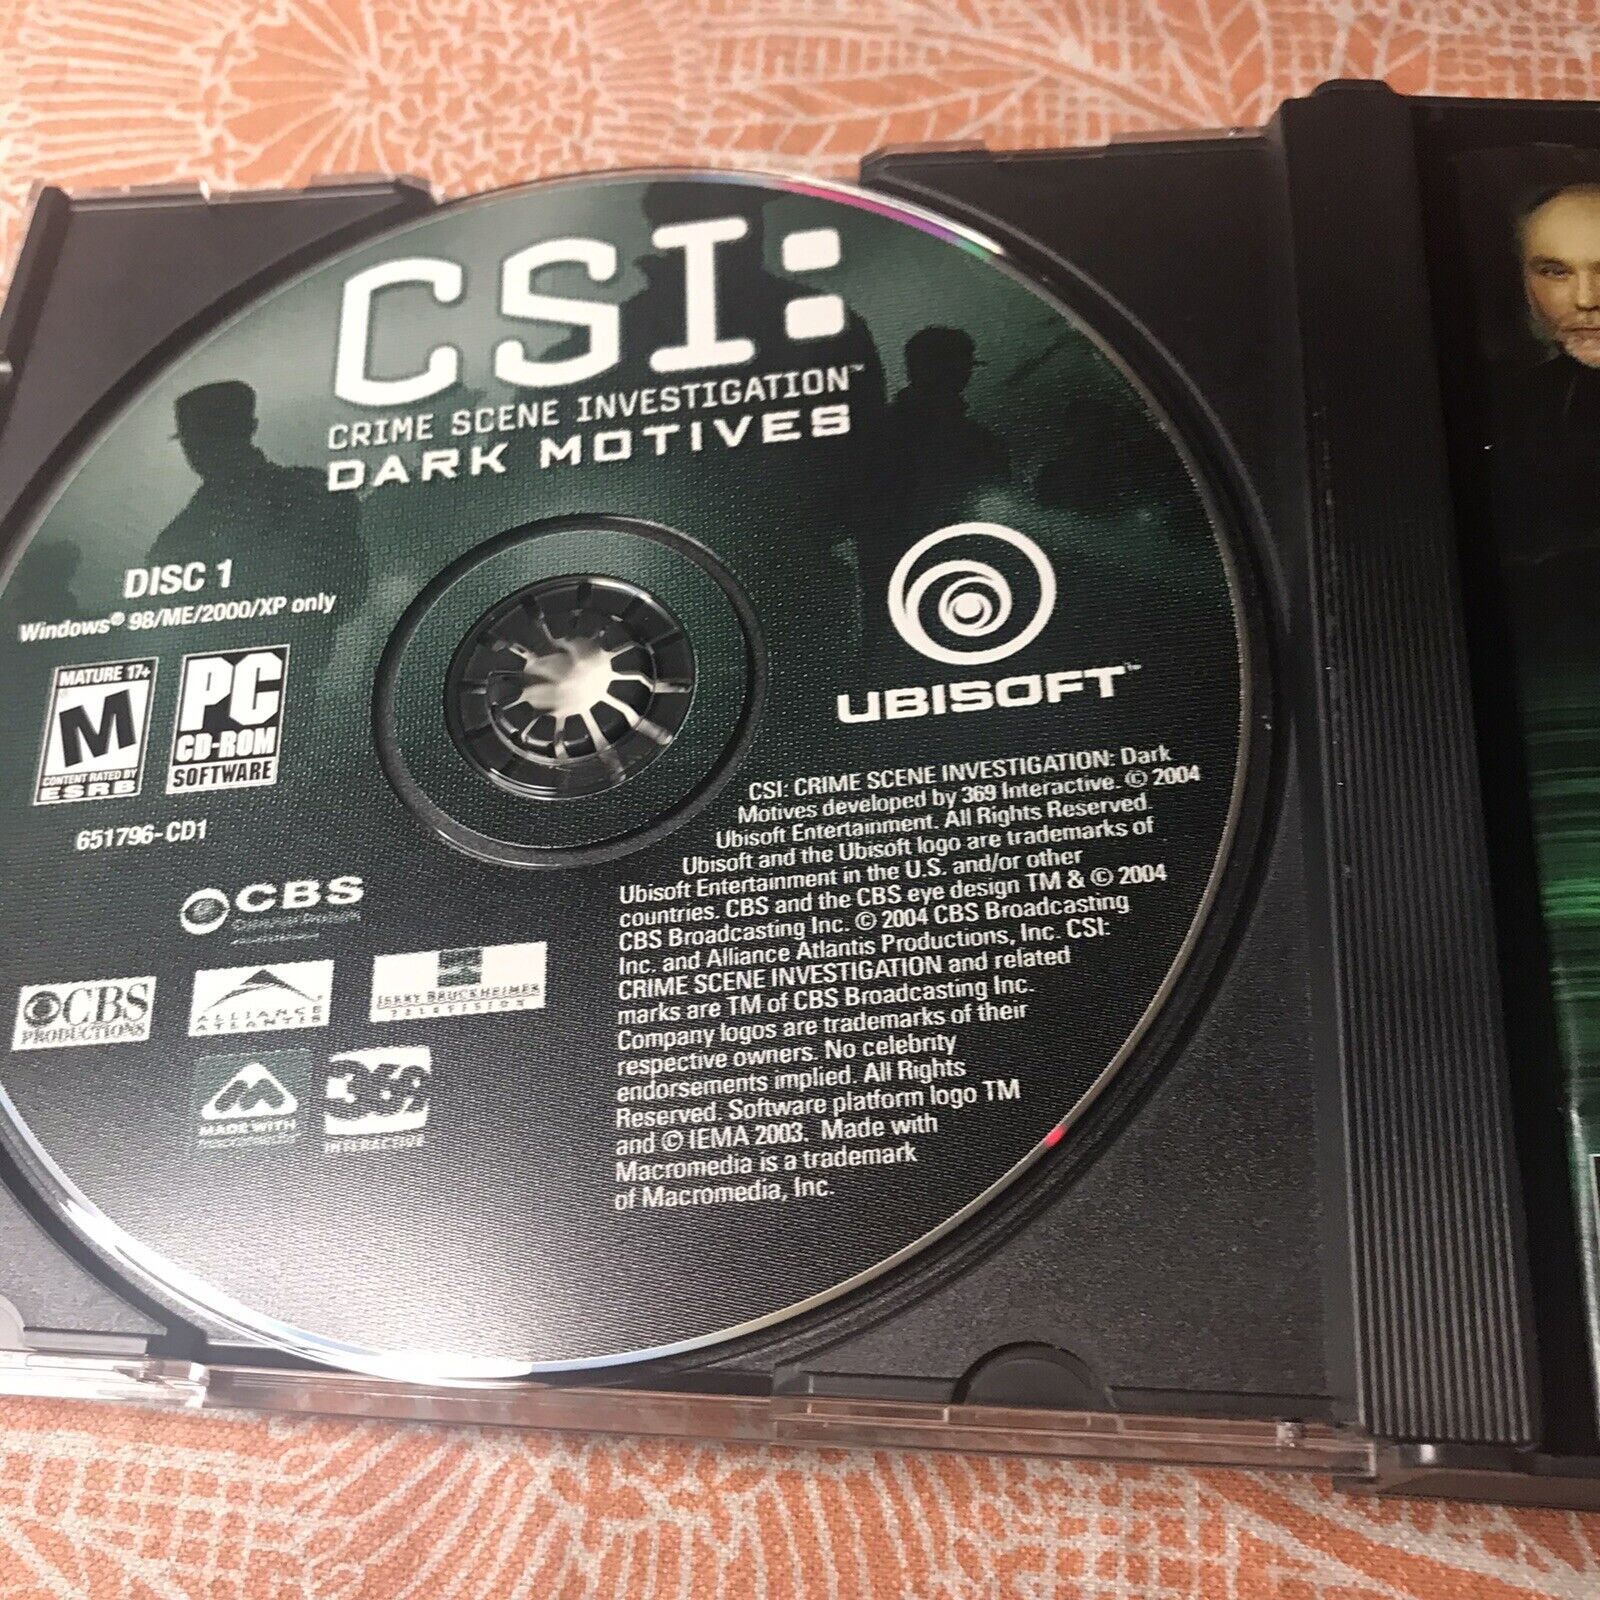 CSI:
CRIME SCENE INVESTIGATION™
DARK MOTIVES
DISC 1
Windows® 98/ME/2000/XP only
MATURE 17+
M
CONTENT RATED BY
ESRB
PC
CD-ROM
SOFTWARE
651796-CD1
UBISOFT™
CBS
CBS
PRODUCTIONS
ALLIANCE
ATLANTIS
JERRY BRUCKHEIMER
TELEVISION
MADE WITH
macromedia
369
INTERACTIVE
CSI: CRIME SCENE INVESTIGATION: Dark
Motives developed by 369 Interactive. © 2004
Ubisoft Entertainment. All Rights Reserved.
Ubisoft and the Ubisoft logo are trademarks of
Ubisoft Entertainment in the U.S. and/or other
countries. CBS and the CBS eye design TM & © 2004
CBS Broadcasting Inc. © 2004 CBS Broadcasting
Inc. and Alliance Atlantis Productions, Inc. CSI:
CRIME SCENE INVESTIGATION and related
marks are TM of CBS Broadcasting Inc.
Company logos are trademarks of their
respective owners. No celebrity
endorsements implied. All Rights
Reserved. Software platform logo TM
and © IEMA 2003. Made with
Macromedia is a trademark
of Macromedia, Inc.